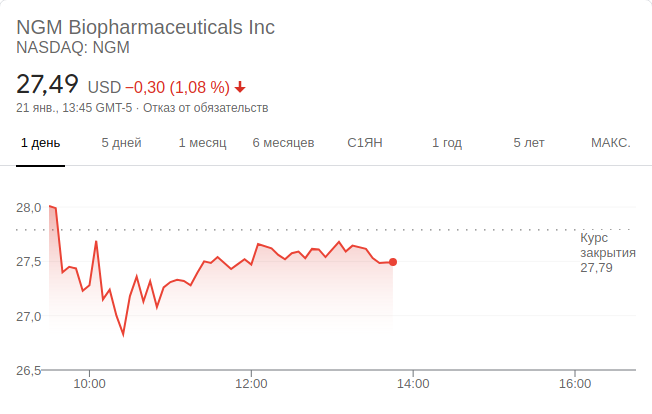 NGM Biopharmaceuticals Inc
NASDAQ: NGM
27,49 USD −0,30 (1,08 %)
21 янв., 13:45 GMT-5 · Отказ от обязательств
1 день 5 дней 1 месяц 6 месяцев С1ЯН 1 год 5 лет МАКС.
28,0
Курс
закрытия
27,79
27,5
27,0
26,5
10:00 12:00 14:00 16:00